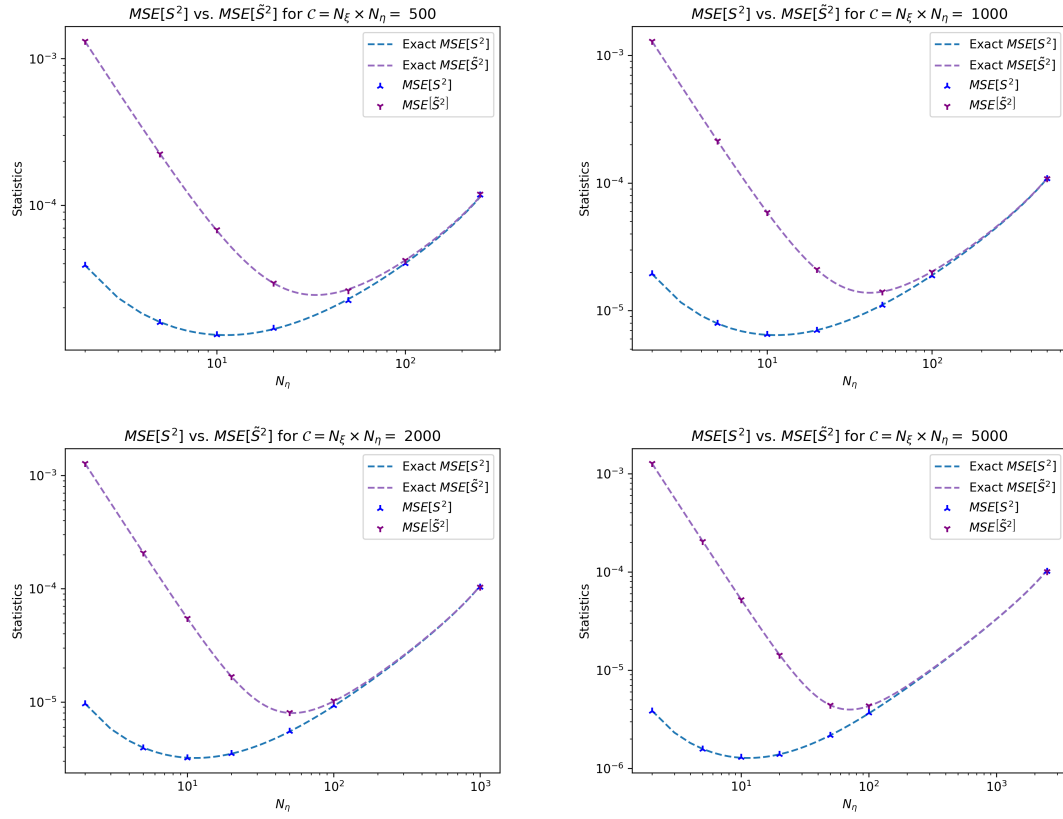 MSE[S²] vs. MSE[S̃²] for 𝒞 = N_ξ × N_η = 500
Statistics
10⁻³
10⁻⁴
10¹
10²
N_η
Exact MSE[S²]
Exact MSE[S̃²]
MSE[S²]
MSE[S̃²]
MSE[S²] vs. MSE[S̃²] for 𝒞 = N_ξ × N_η = 1000
Statistics
10⁻³
10⁻⁴
10⁻⁵
10¹
10²
N_η
Exact MSE[S²]
Exact MSE[S̃²]
MSE[S²]
MSE[S̃²]
MSE[S²] vs. MSE[S̃²] for 𝒞 = N_ξ × N_η = 2000
Statistics
10⁻³
10⁻⁴
10⁻⁵
10¹
10²
10³
N_η
Exact MSE[S²]
Exact MSE[S̃²]
MSE[S²]
MSE[S̃²]
MSE[S²] vs. MSE[S̃²] for 𝒞 = N_ξ × N_η = 5000
Statistics
10⁻³
10⁻⁴
10⁻⁵
10⁻⁶
10¹
10²
10³
N_η
Exact MSE[S²]
Exact MSE[S̃²]
MSE[S²]
MSE[S̃²]